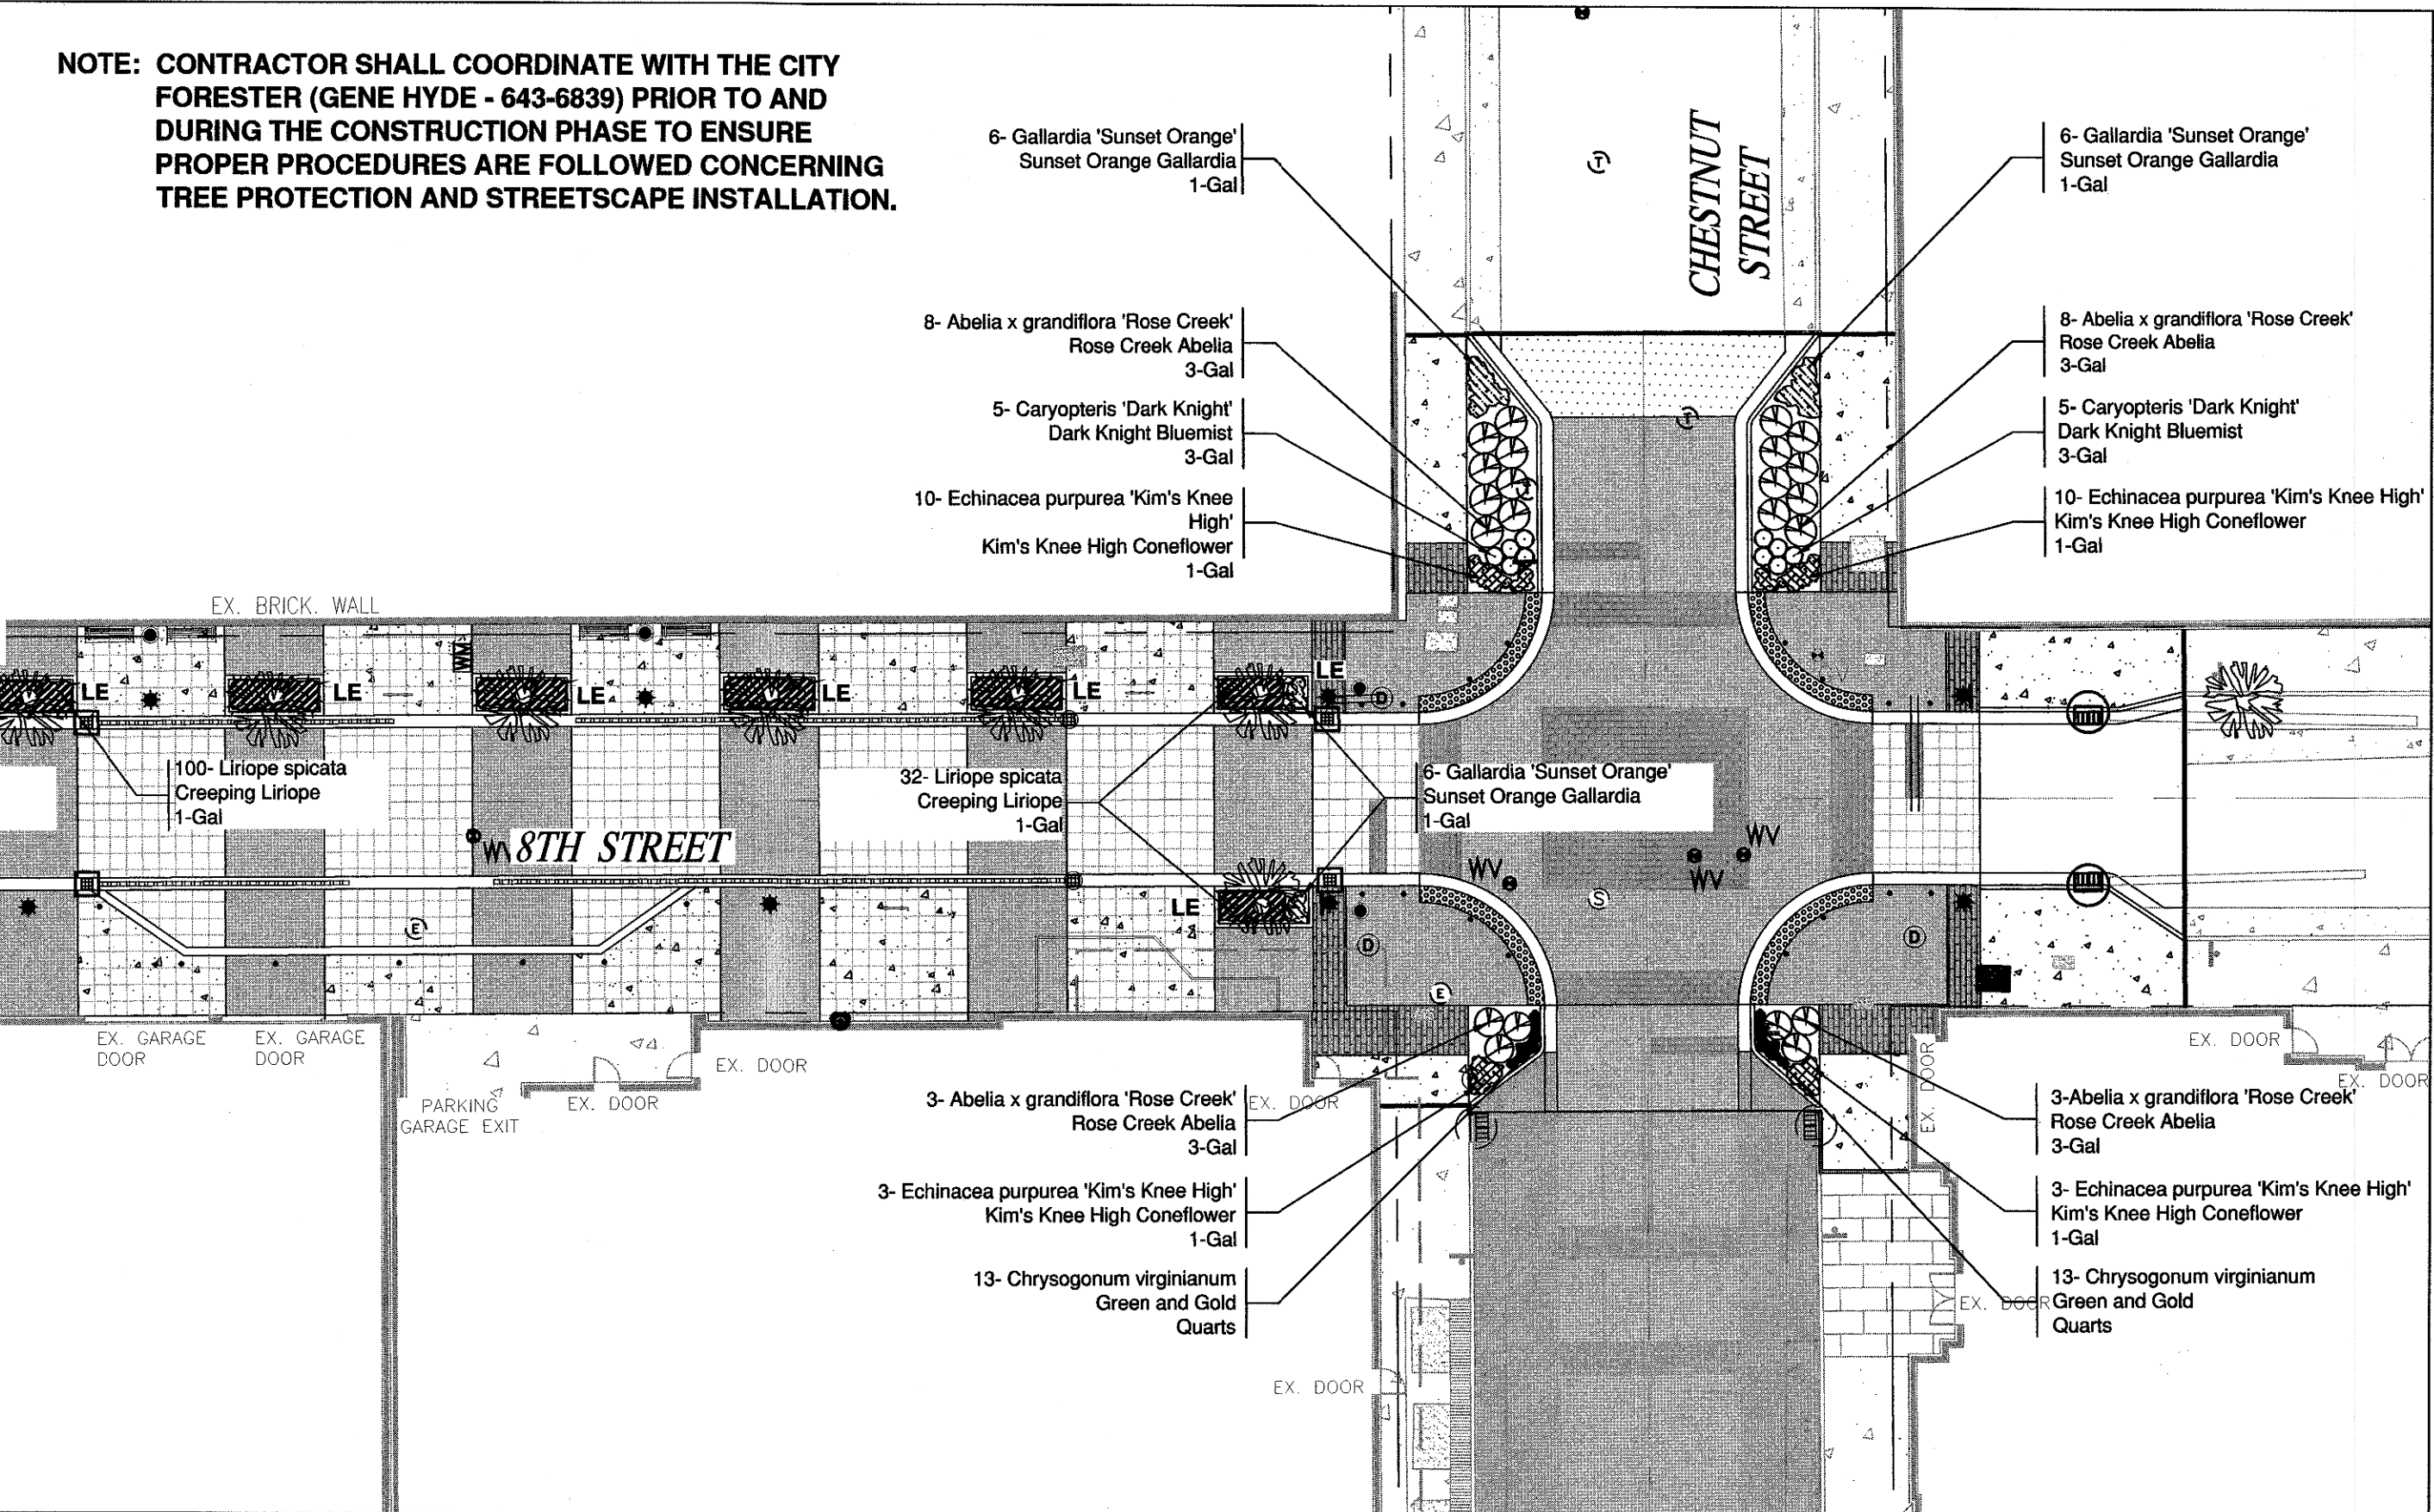 NOTE: CONTRACTOR SHALL COORDINATE WITH THE CITY
FORESTER (GENE HYDE - 643-6839) PRIOR TO AND
DURING THE CONSTRUCTION PHASE TO ENSURE
PROPER PROCEDURES ARE FOLLOWED CONCERNING
TREE PROTECTION AND STREETSCAPE INSTALLATION.
6- Gallardia 'Sunset Orange'
Sunset Orange Gallardia
1-Gal
T
CHESTNUT
STREET
6- Gallardia 'Sunset Orange'
Sunset Orange Gallardia
1-Gal
8- Abelia x grandiflora 'Rose Creek'
Rose Creek Abelia
3-Gal
8- Abelia x grandiflora 'Rose Creek'
Rose Creek Abelia
3-Gal
5- Caryopteris 'Dark Knight'
Dark Knight Bluemist
3-Gal
T
5- Caryopteris 'Dark Knight'
Dark Knight Bluemist
3-Gal
10- Echinacea purpurea 'Kim's Knee
High'
Kim's Knee High Coneflower
1-Gal
10- Echinacea purpurea 'Kim's Knee High'
Kim's Knee High Coneflower
1-Gal
EX. BRICK. WALL
WM
LE
LE
LE
LE
LE
LE
D
100- Liriope spicata
Creeping Liriope
1-Gal
32- Liriope spicata
Creeping Liriope
1-Gal
6- Gallardia 'Sunset Orange'
Sunset Orange Gallardia
1-Gal
8TH STREET
WV
WV
WV
S
LE
D
D
E
E
EX. GARAGE
DOOR
EX. GARAGE
DOOR
PARKING
GARAGE EXIT
EX. DOOR
EX. DOOR
EX. DOOR
EX. DOOR
EX. DOOR
EX. DOOR
3- Abelia x grandiflora 'Rose Creek'
Rose Creek Abelia
3-Gal
3-Abelia x grandiflora 'Rose Creek'
Rose Creek Abelia
3-Gal
3- Echinacea purpurea 'Kim's Knee High'
Kim's Knee High Coneflower
1-Gal
3- Echinacea purpurea 'Kim's Knee High'
Kim's Knee High Coneflower
1-Gal
13- Chrysogonum virginianum
Green and Gold
Quarts
13- Chrysogonum virginianum
Green and Gold
Quarts
EX. DOOR
EX. DOOR